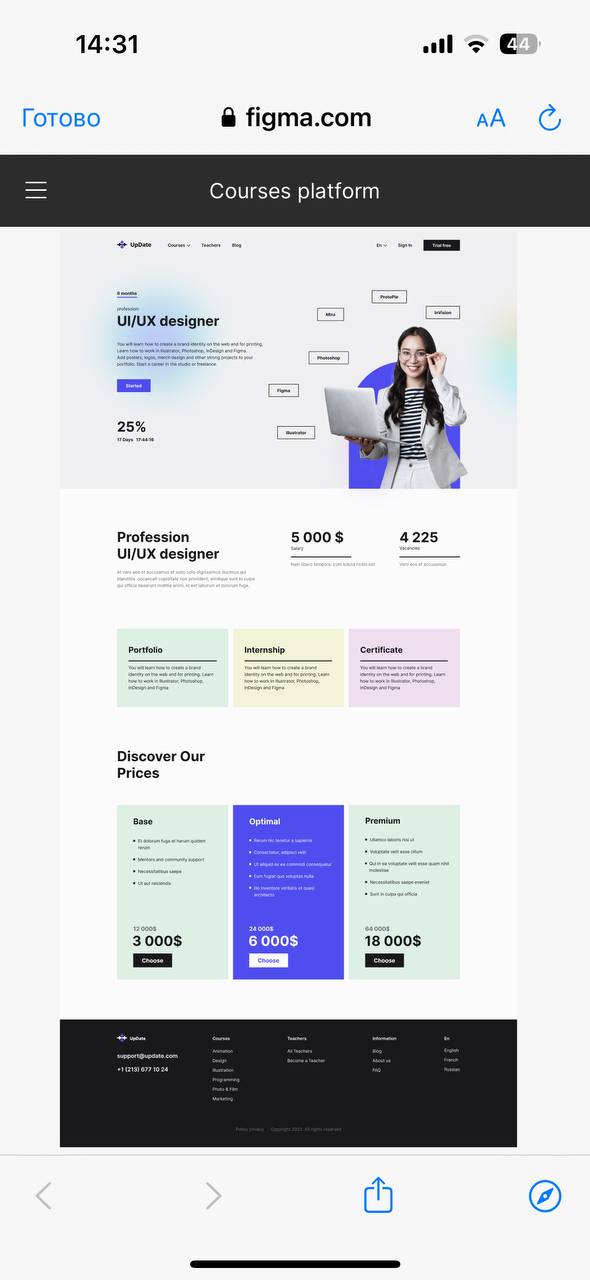 14:31
44
Готово
figma.com
AA
Courses platform
UpDate
Courses
Teachers
Blog
En
Sign In
Trial free
6 months
profession
UI/UX designer
You will learn how to create a brand identity on the web and for printing.
Learn how to work in Illustrator, Photoshop, InDesign and Figma.
Add posters, logos, merch design and other strong projects to your
portfolio. Start a career in the studio or freelance.
Started
25%
17 Days 17:44:16
ProtoPie
Miro
InVision
Photoshop
Figma
Illustrator
Profession
UI/UX designer
At vero eos et accusamus et iusto odio dignissimos ducimus qui
blanditiis occaecati cupiditate non provident, similique sunt in culpa
qui officia deserunt mollitia animi, id est laborum et dolorum fuga.
5 000 $
Salary
Nam libero tempore, cum soluta nobis est
4 225
Vacancies
Vero eos et accusamus
Portfolio
You will learn how to create a brand
identity on the web and for printing. Learn
how to work in Illustrator, Photoshop,
InDesign and Figma
Internship
You will learn how to create a brand
identity on the web and for printing. Learn
how to work in Illustrator, Photoshop,
InDesign and Figma
Certificate
You will learn how to create a brand
identity on the web and for printing. Learn
how to work in Illustrator, Photoshop,
InDesign and Figma
Discover Our
Prices
Base
Et dolorum fuga et harum quidem
rerum
Mentors and community support
Necessitatibus saepe
Ut aut reiciendis
12 000$
3 000$
Choose
Optimal
Rerum hic tenetur a sapiente
Consectetur, adipisci velit
Ut aliquid ex ea commodi consequatur
Eum fugiat quo voluptas nulla
Illo inventore veritatis et quasi
architecto
24 000$
6 000$
Choose
Premium
Ullamco laboris nisi ut
Voluptate velit esse cillum
Qui in ea voluptate velit esse quam nihil
molestiae
Necessitatibus saepe eveniet
Sunt in culpa qui officia
64 000$
18 000$
Choose
UpDate
support@update.com
+1 (213) 677 10 24
Courses
Animation
Design
Illustration
Programming
Photo & Film
Marketing
Teachers
All Teachers
Become a Teacher
Information
Blog
About us
FAQ
En
English
French
Russian
Policy privacy
Copyright 2022. All rights reserved